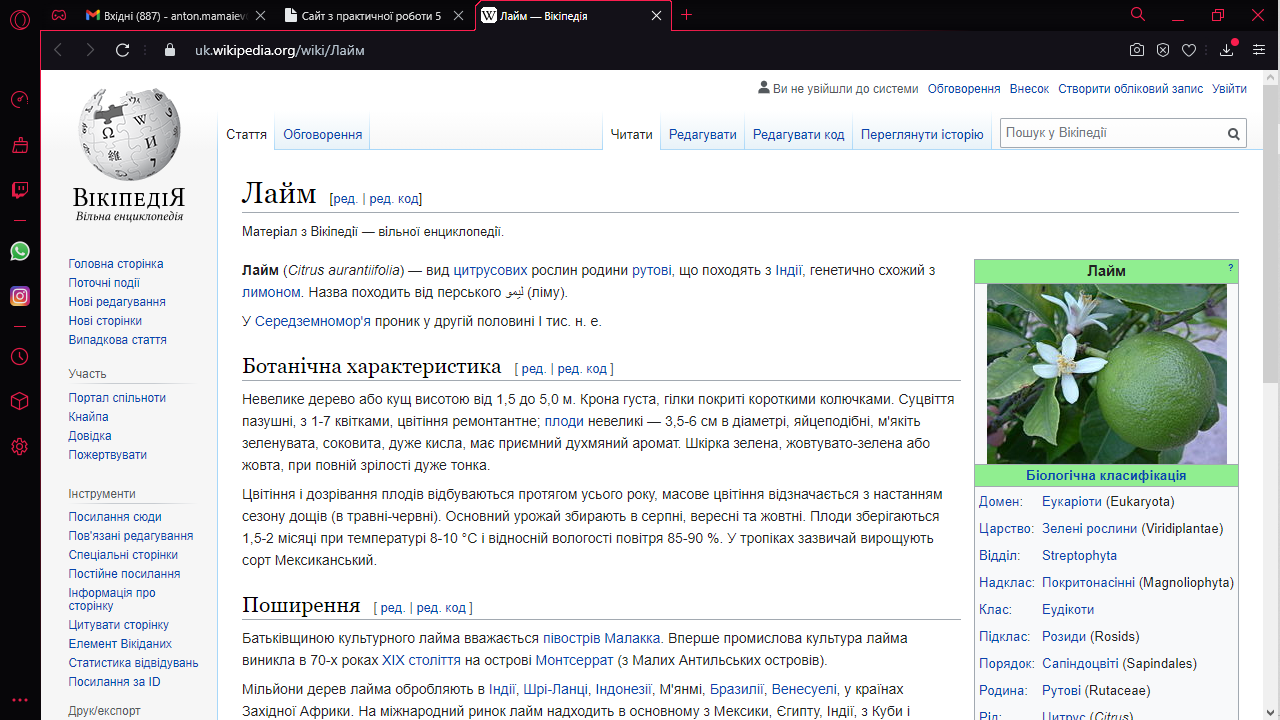 Вхідні (887) - anton.mamaiev
Сайт з практичної роботи 5
Лайм — Вікіпедія
uk.wikipedia.org/wiki/Лайм
Ви не увійшли до системи Обговорення Внесок Створити обліковий запис Увійти
Стаття Обговорення Читати Редагувати Редагувати код Переглянути історію Пошук у Вікіпедії
ВІКІПЕДІЯ
Вільна енциклопедія
Головна сторінка
Поточні події
Нові редагування
Нові сторінки
Випадкова стаття
Участь
Портал спільноти
Кнайпа
Довідка
Пожертвувати
Інструменти
Посилання сюди
Пов'язані редагування
Спеціальні сторінки
Постійне посилання
Інформація про
сторінку
Цитувати сторінку
Елемент Вікіданих
Статистика відвідувань
Посилання за ID
Друк/експорт
Лайм [ред. | ред. код]
Матеріал з Вікіпедії — вільної енциклопедії.
Лайм (Citrus aurantiifolia) — вид цитрусових рослин родини рутові, що походять з Індії, генетично схожий з
лимоном. Назва походить від перського لیمو (ліму).
У Середземномор'я проник у другій половині I тис. н. е.
Ботанічна характеристика [ ред. | ред. код ]
Невелике дерево або кущ висотою від 1,5 до 5,0 м. Крона густа, гілки покриті короткими колючками. Суцвіття
пазушні, з 1-7 квітками, цвітіння ремонтантне; плоди невеликі — 3,5-6 см в діаметрі, яйцеподібні, м'якіть
зеленувата, соковита, дуже кисла, має приємний духмяний аромат. Шкірка зелена, жовтувато-зелена або
жовта, при повній зрілості дуже тонка.
Цвітіння і дозрівання плодів відбуваються протягом усього року, масове цвітіння відзначається з настанням
сезону дощів (в травні-червні). Основний урожай збирають в серпні, вересні та жовтні. Плоди зберігаються
1,5-2 місяці при температурі 8-10 °C і відносній вологості повітря 85-90 %. У тропіках зазвичай вирощують
сорт Мексиканський.
Поширення [ ред. | ред. код ]
Батьківщиною культурного лайма вважається півострів Малакка. Вперше промислова культура лайма
виникла в 70-х роках XIX століття на острові Монтсеррат (з Малих Антильських островів).
Мільйони дерев лайма обробляють в Індії, Шрі-Ланці, Індонезії, М'янмі, Бразилії, Венесуелі, у країнах
Західної Африки. На міжнародний ринок лайм надходить в основному з Мексики, Єгипту, Індії, з Куби і
Лайм ?
Біологічна класифікація
Домен: Еукаріоти (Eukaryota)
Царство: Зелені рослини (Viridiplantae)
Відділ: Streptophyta
Надклас: Покритонасінні (Magnoliophyta)
Клас: Еудікоти
Підклас: Розиди (Rosids)
Порядок: Сапіндоцвіті (Sapindales)
Родина: Рутові (Rutaceae)
Рід: Цитрус (Citrus)